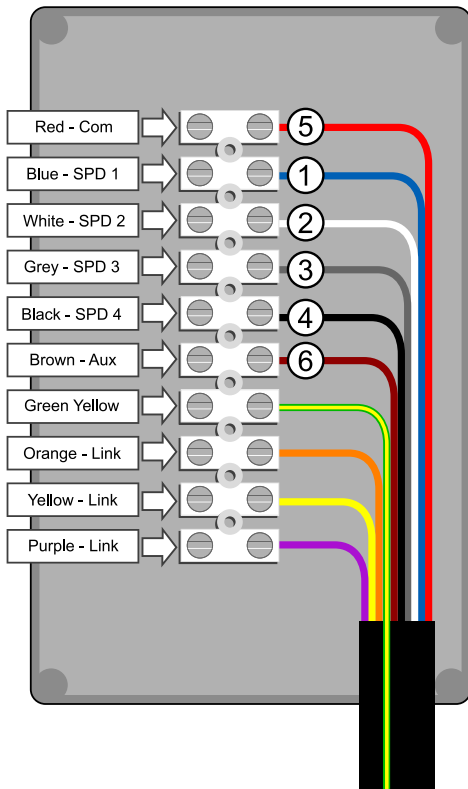 Red - Com
5
Blue - SPD 1
1
White - SPD 2
2
Grey - SPD 3
3
Black - SPD 4
4
Brown - Aux
6
Green Yellow
Orange - Link
Yellow - Link
Purple - Link